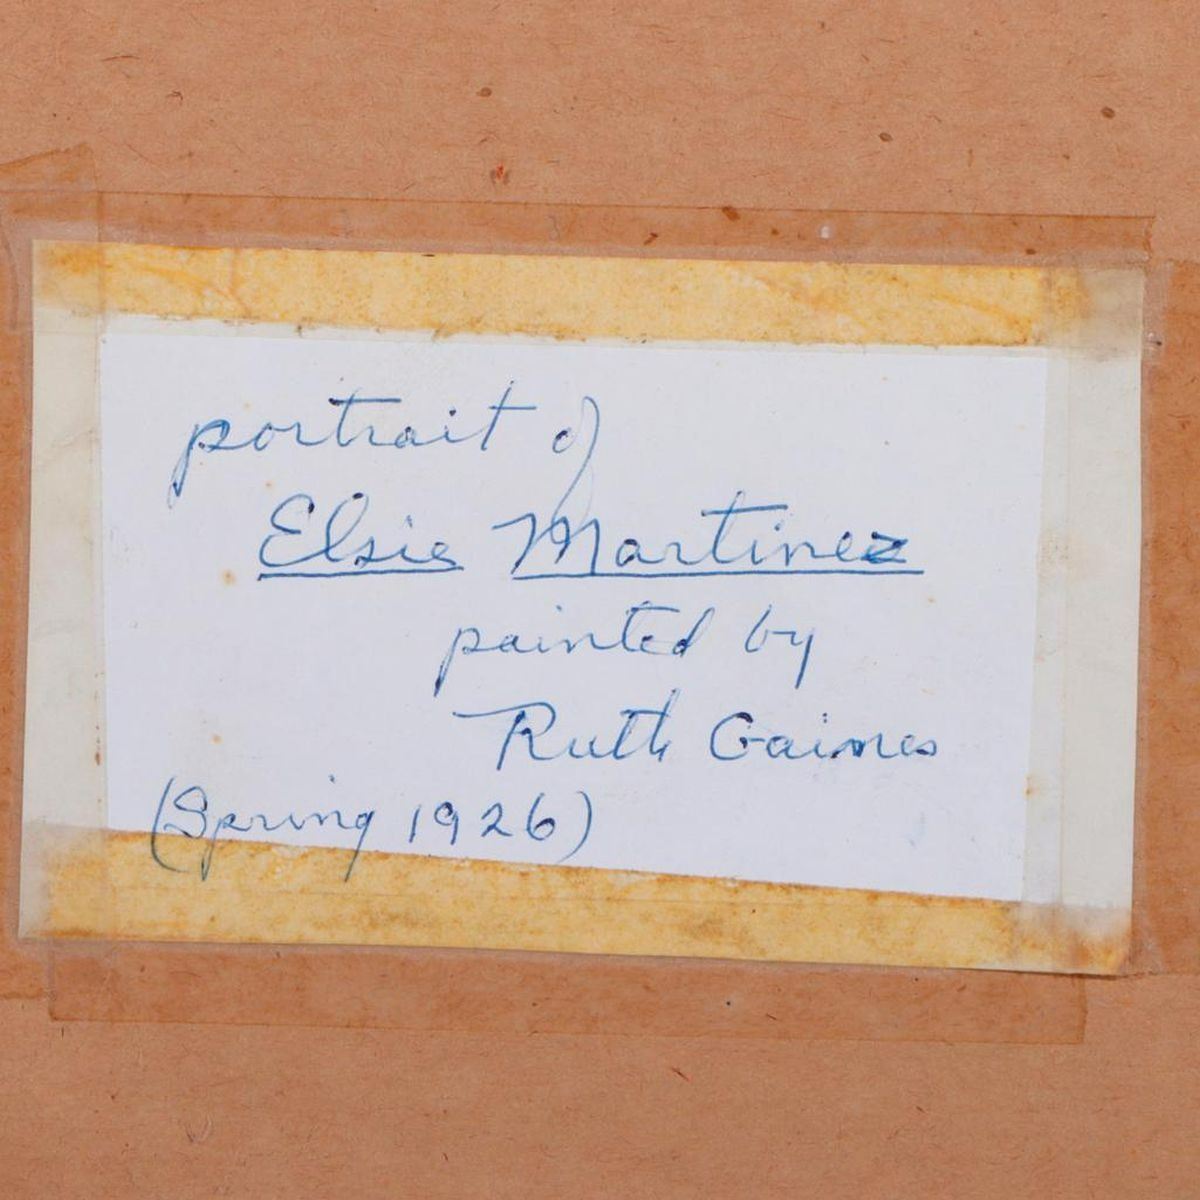 portrait of
Elsie Martinez
painted by
Ruth Gaines
(Spring 1926)